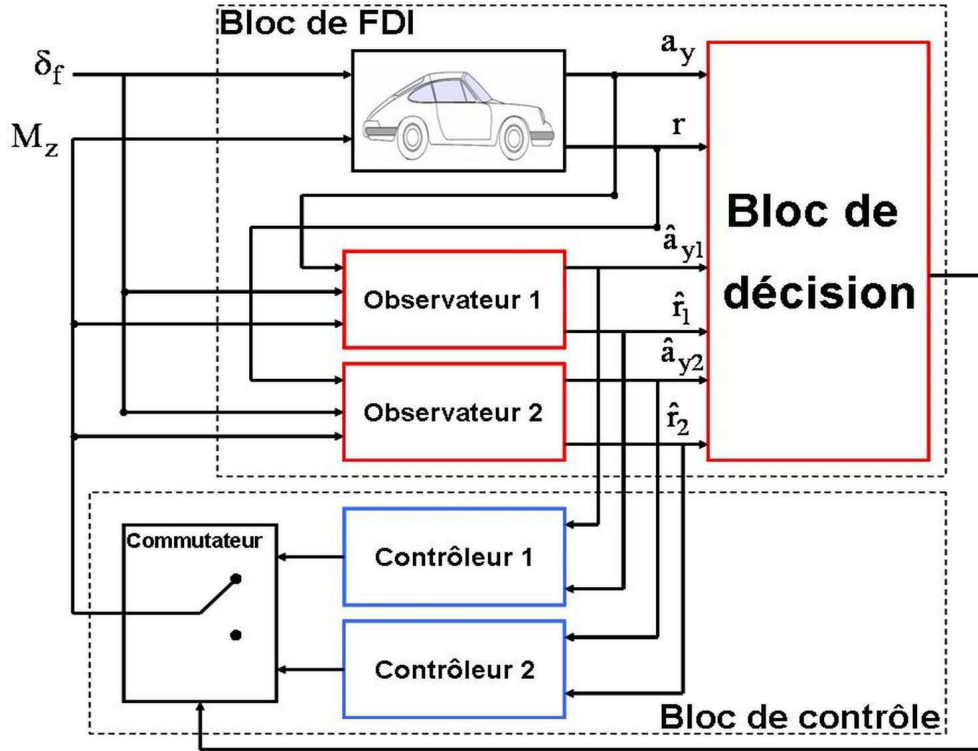 Bloc de FDI
δf
Mz
ay
r
Bloc de
décision
ây1
r̂1
ây2
r̂2
Observateur 1
Observateur 2
Commutateur
Contrôleur 1
Contrôleur 2
Bloc de contrôle